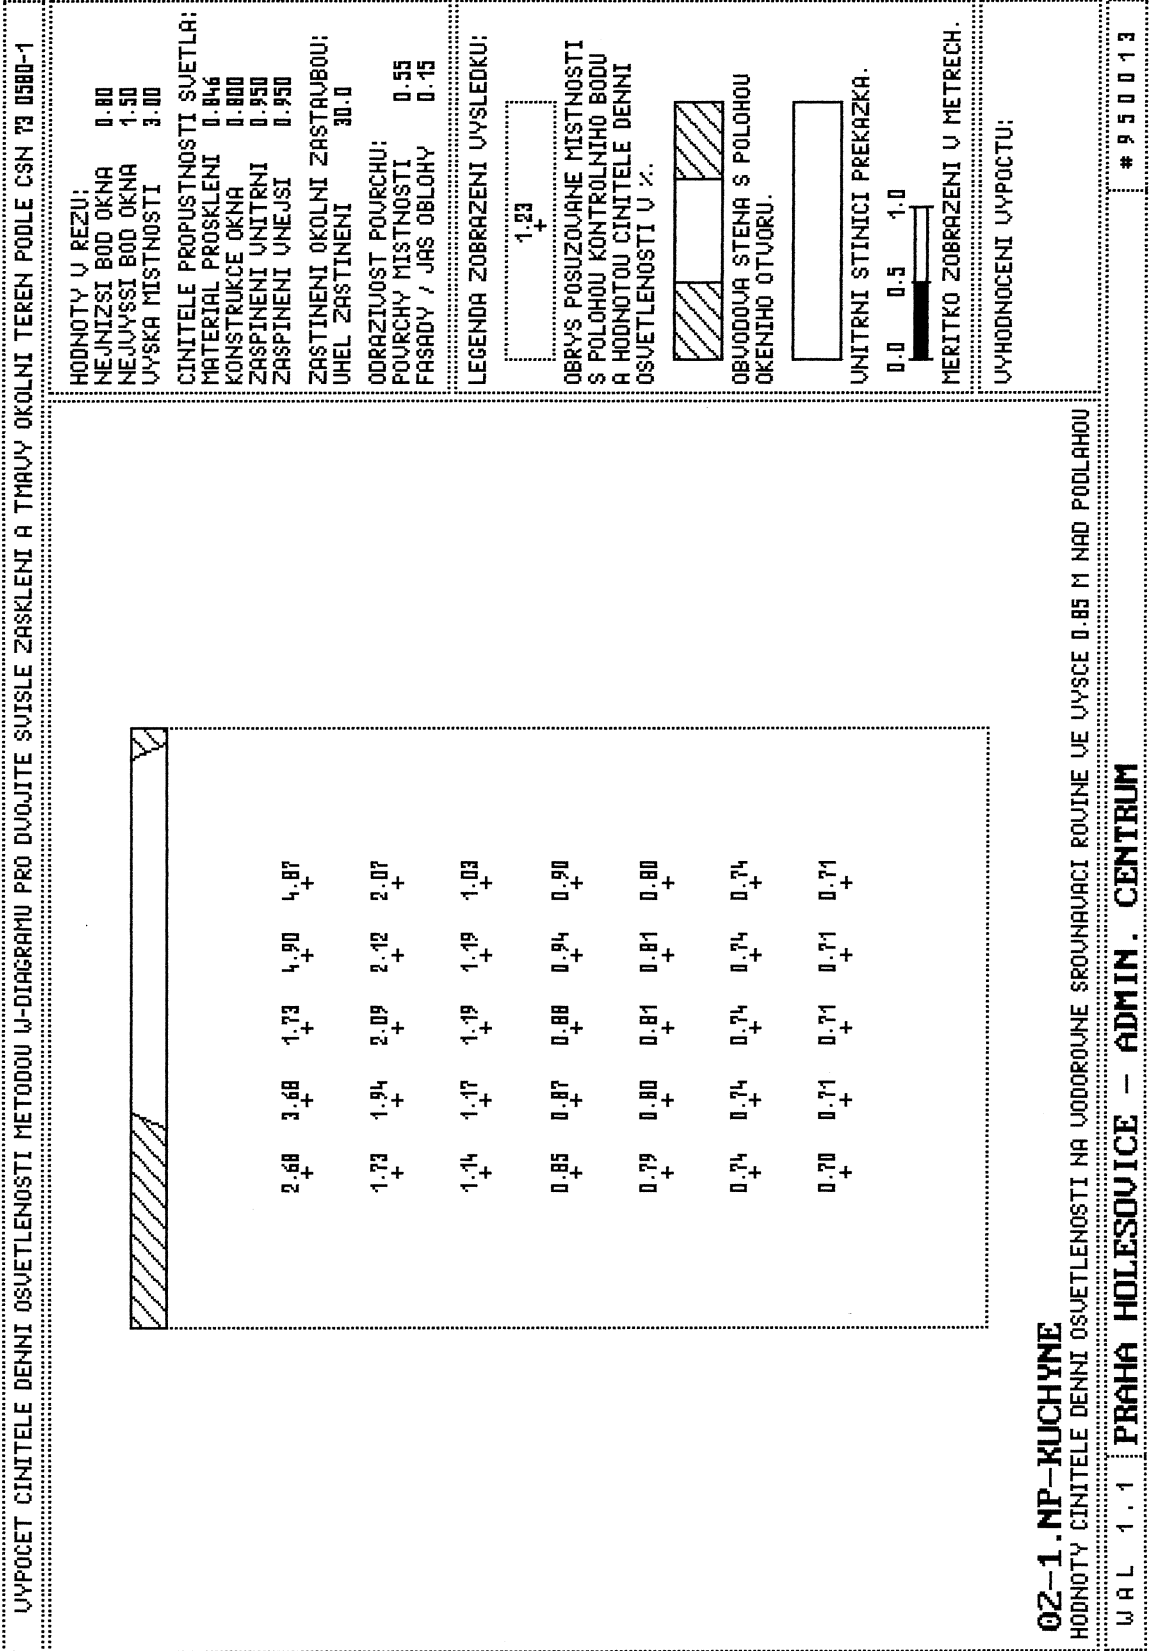 VYPOCET CINITELE DENNI OSVETLENOSTI METODOU W-DIAGRAMU PRO DVOJITE SVISLE ZASKLENI A TMAVY OKOLNI TEREN PODLE CSN 73 0580-1
HODNOTY V REZU:
NEJNIZSI BOD OKNA 0.80
NEJVYSSI BOD OKNA 1.50
VYSKA MISTNOSTI 3.00
CINITELE PROPUSTNOSTI SVETLA:
MATERIAL PROSKLENI 0.846
KONSTRUKCE OKNA 0.800
ZASPINENI VNITRNI 0.950
ZASPINENI VNEJSI 0.950
ZASTINENI OKOLNI ZASTAVBOU:
UHEL ZASTINENI 30.0
ODRAZIVOST POVRCHU:
POVRCHY MISTNOSTI 0.55
FASADY / JAS OBLOHY 0.15
LEGENDA ZOBRAZENI VYSLEDKU:
1.23
+
OBRYS POSUZOVANE MISTNOSTI
S POLOHOU KONTROLNIHO BODU
A HODNOTOU CINITELE DENNI
OSVETLENOSTI V %.
OBVODOVA STENA S POLOHOU
OKENIHO OTVORU.
VNITRNI STINICI PREKAZKA.
0.0 0.5 1.0
MERITKO ZOBRAZENI V METRECH.
VYHODNOCENI VYPOCTU:
2.68 3.68 1.73 4.90 4.87
+ + + + +
1.73 1.94 2.09 2.12 2.07
+ + + + +
1.14 1.17 1.19 1.19 1.03
+ + + + +
0.85 0.87 0.88 0.94 0.90
+ + + + +
0.79 0.80 0.81 0.81 0.80
+ + + + +
0.74 0.74 0.74 0.74 0.74
+ + + + +
0.70 0.71 0.71 0.71 0.71
+ + + + +
02-1.NP-KUCHYNE
HODNOTY CINITELE DENNI OSVETLENOSTI NA VODOROVNE SROVNAVACI ROVINE VE VYSCE 0.85 M NAD PODLAHOU
WAL 1.1 PRAHA HOLESOVICE - ADMIN. CENTRUM #950013